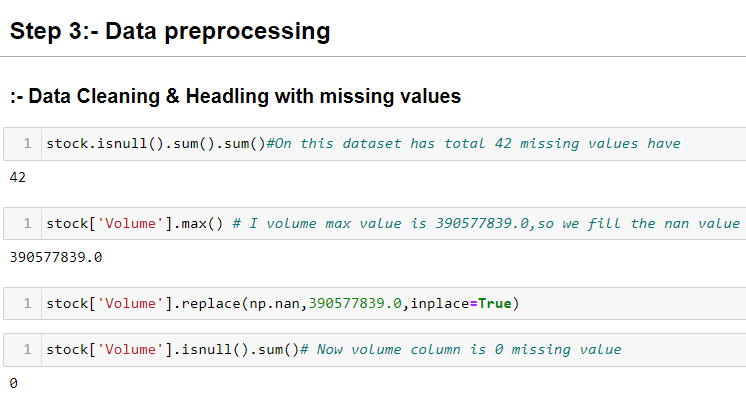 Step 3:- Data preprocessing
:- Data Cleaning & Headling with missing values
1 stock.isnull().sum().sum()#On this dataset has total 42 missing values have
42
1 stock['Volume'].max() # I volume max value is 390577839.0,so we fill the nan value
390577839.0
1 stock['Volume'].replace(np.nan,390577839.0,inplace=True)
1 stock['Volume'].isnull().sum()# Now volume column is 0 missing value
0